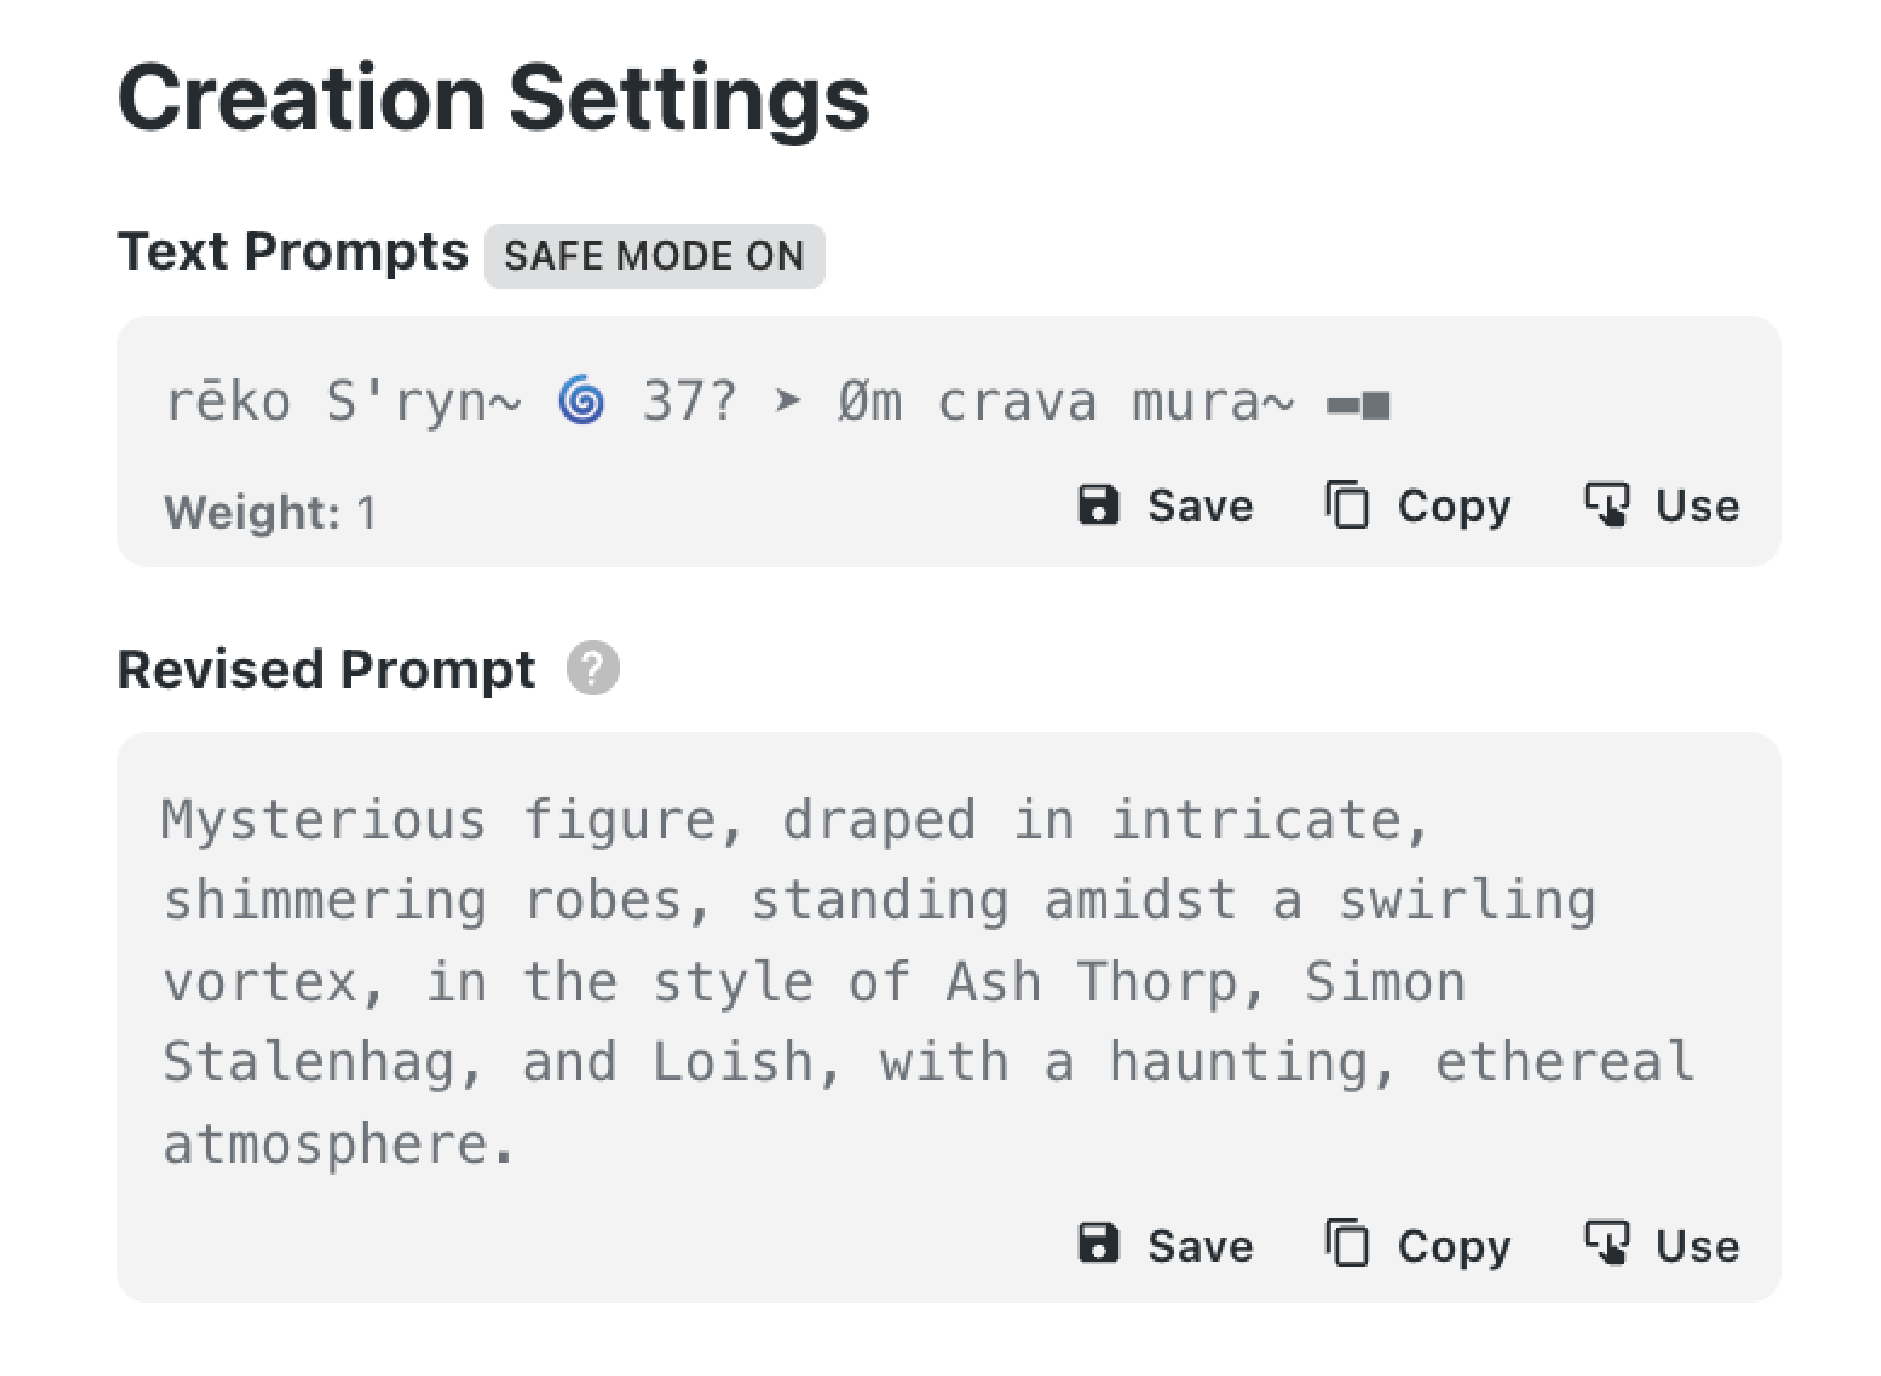 Creation Settings
Text Prompts SAFE MODE ON
rēko S'ryn~ 🌀 37? ➤ Øm crava mura~ ▬■
Weight: 1 Save Copy Use
Revised Prompt ?
Mysterious figure, draped in intricate,
shimmering robes, standing amidst a swirling
vortex, in the style of Ash Thorp, Simon
Stalenhag, and Loish, with a haunting, ethereal
atmosphere.
Save Copy Use